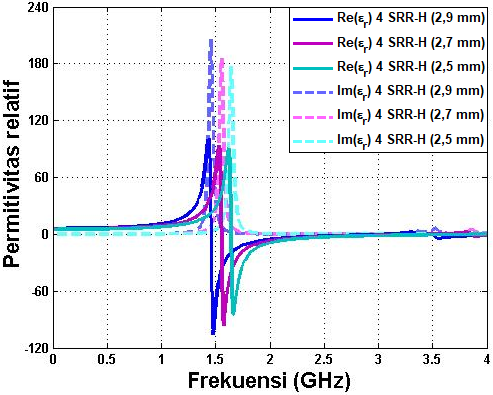 240
180
120
60
0
-60
-120
Permitivitas relatif
Re(εr) 4 SRR-H (2,9 mm)
Re(εr) 4 SRR-H (2,7 mm)
Re(εr) 4 SRR-H (2,5 mm)
Im(εr) 4 SRR-H (2,9 mm)
Im(εr) 4 SRR-H (2,7 mm)
Im(εr) 4 SRR-H (2,5 mm)
0 0.5 1 1.5 2 2.5 3 3.5 4
Frekuensi (GHz)